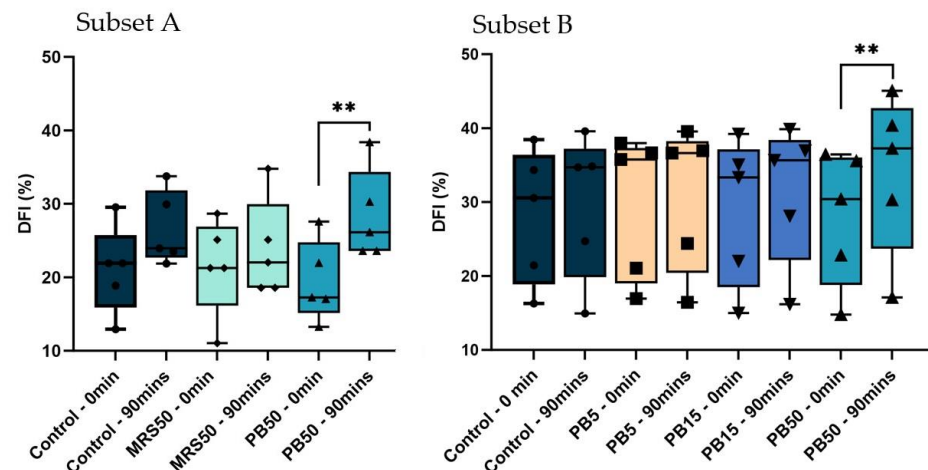 Subset A
50
40
30
20
10
DFI (%)
**
Control - 0min
Control - 90mins
MRS50 - 0min
MRS50 - 90mins
PB50 - 0min
PB50 - 90mins
Subset B
50
40
30
20
10
DFI (%)
**
Control - 0 min
Control - 90mins
PB5 - 0min
PB5 - 90mins
PB15 - 0min
PB15 - 90mins
PB50 - 0min
PB50 - 90mins